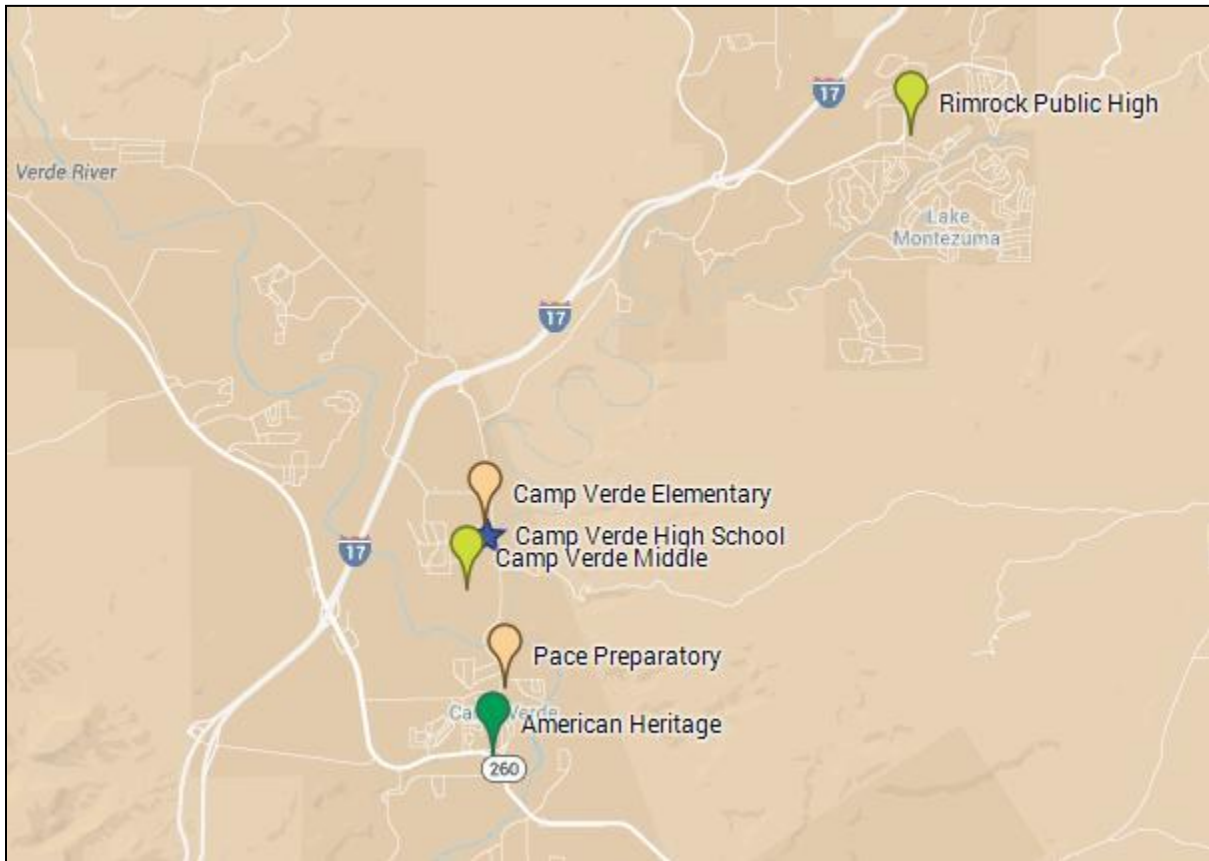 17
Rimrock Public High
Verde River
Lake
Montezuma
17
Camp Verde Elementary
Camp Verde High School
17
Camp Verde Middle
Pace Preparatory
Verde
American Heritage
260